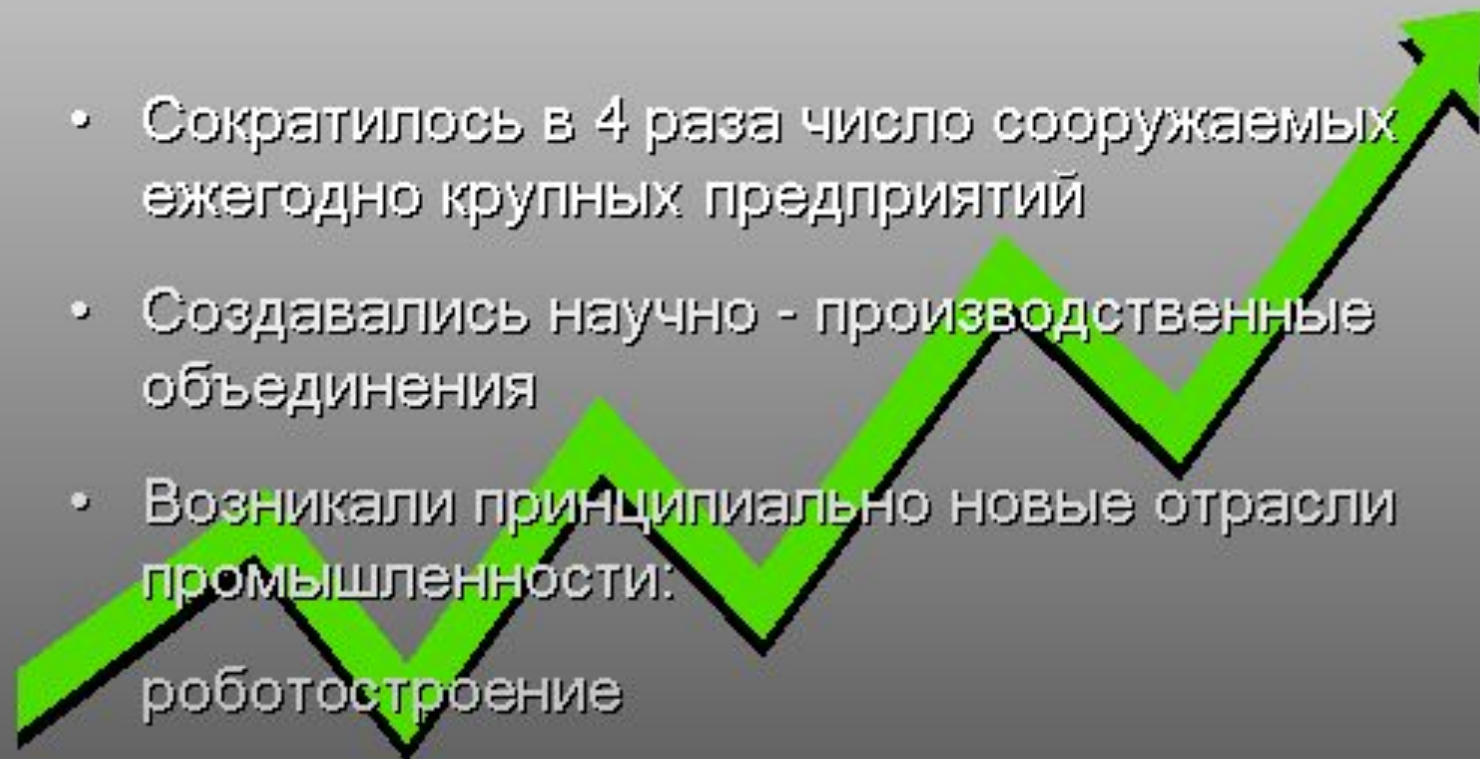 • Сократилось в 4 раза число сооружаемых
ежегодно крупных предприятий
• Создавались научно - производственные
объединения
• Возникали принципиально новые отрасли
промышленности:
роботостроение